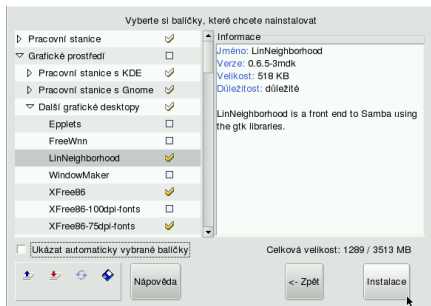 Vyberte si balíčky, které chcete nainstalovat
Pracovní stanice
Grafické prostředí
Pracovní stanice s KDE
Pracovní stanice s Gnome
Další grafické desktopy
Epplets
FreeWnn
LinNeighborhood
WindowMaker
XFree86
XFree86-100dpi-fonts
XFree86-75dpi-fonts
Informace
Jméno: LinNeighborhood
Verze: 0.6.5-3mdk
Velikost: 518 KB
Důležitost: důležité
LinNeighborhood is a front end to Samba using
the gtk libraries.
Ukázat automaticky vybrané balíčky
Celková velikost: 1289 / 3513 MB
Nápověda
<- Zpět
Instalace